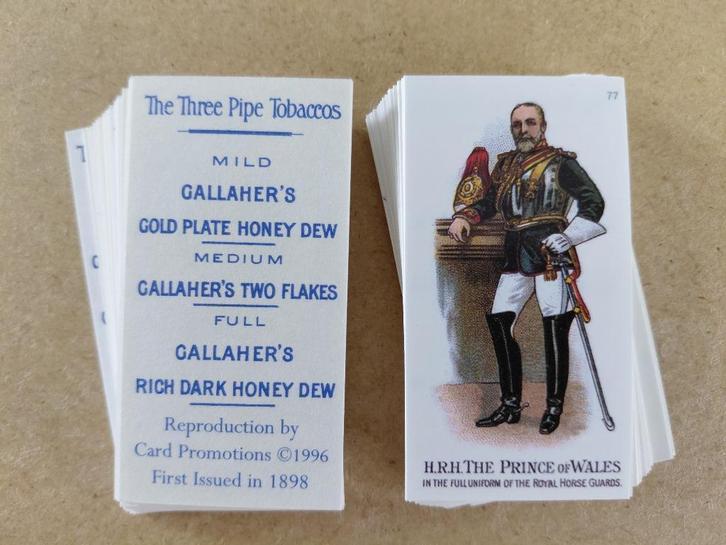 The Three Pipe Tobaccos
MILD
GALLAHER'S
GOLD PLATE HONEY DEW
MEDIUM
GALLAHER'S TWO FLAKES
FULL
GALLAHER'S
RICH DARK HONEY DEW
Reproduction by
Card Promotions ©1996
First Issued in 1898
77
H.R.H. THE PRINCE OF WALES
IN THE FULL UNIFORM OF THE ROYAL HORSE GUARDS.